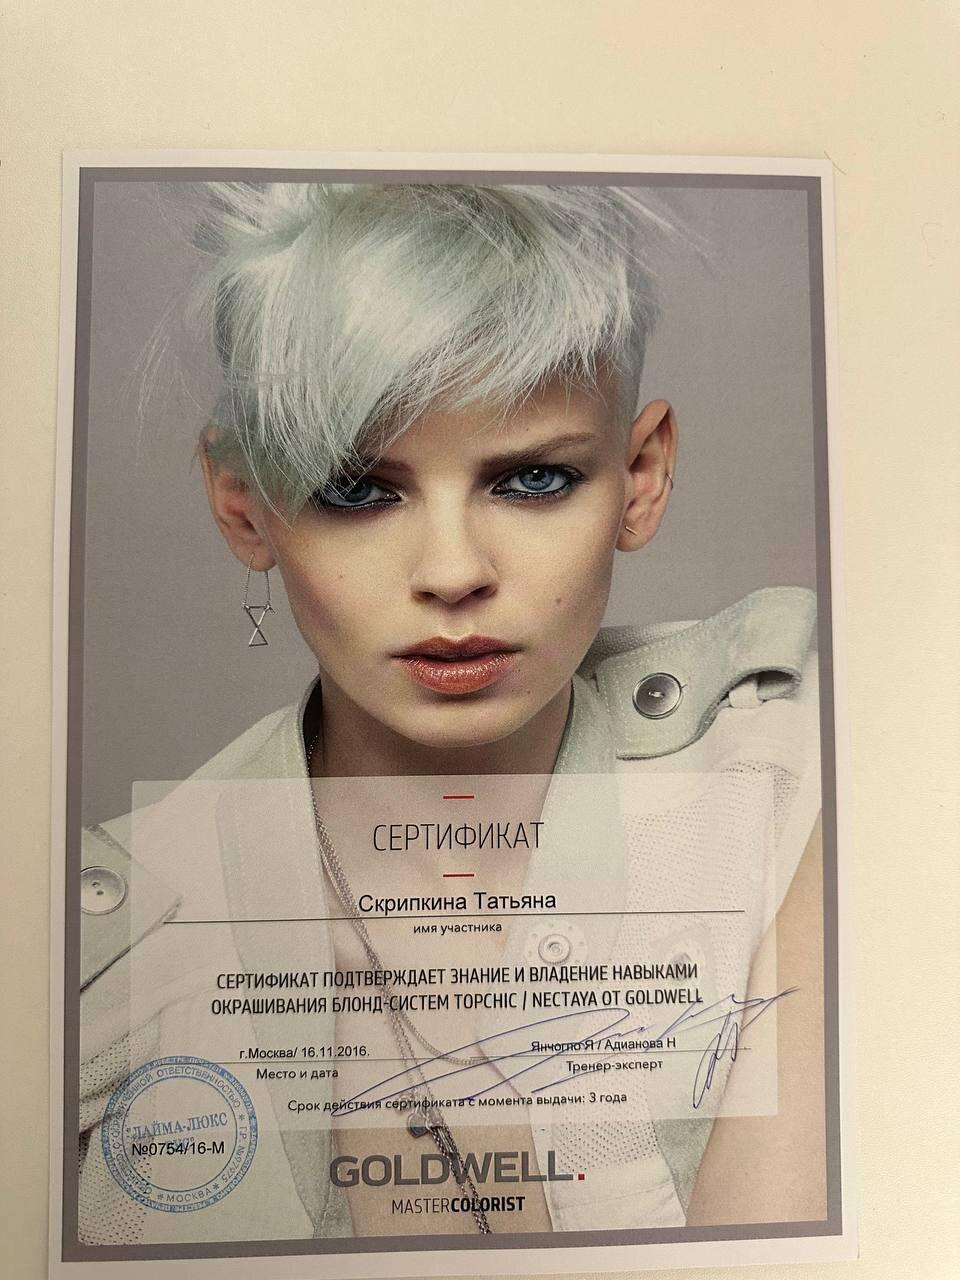 СЕРТИФИКАТ
Скрипкина Татьяна
имя участника
СЕРТИФИКАТ ПОДТВЕРЖДАЕТ ЗНАНИЕ И ВЛАДЕНИЕ НАВЫКАМИ
ОКРАШИВАНИЯ БЛОНД-СИСТЕМ TOPCHIC / NECTAYA ОТ GOLDWELL
г.Москва/ 16.11.2016.
Янчогло Я / Адианова Н
Место и дата
Тренер-эксперт
Срок действия сертификата с момента выдачи: 3 года
ОТВЕТСТВЕННОСТЬЮ
"ЛАЙМА-ЛЮКС
№0754/16-М
* МОСКВА *
GOLDWELL.
MASTERCOLORIST